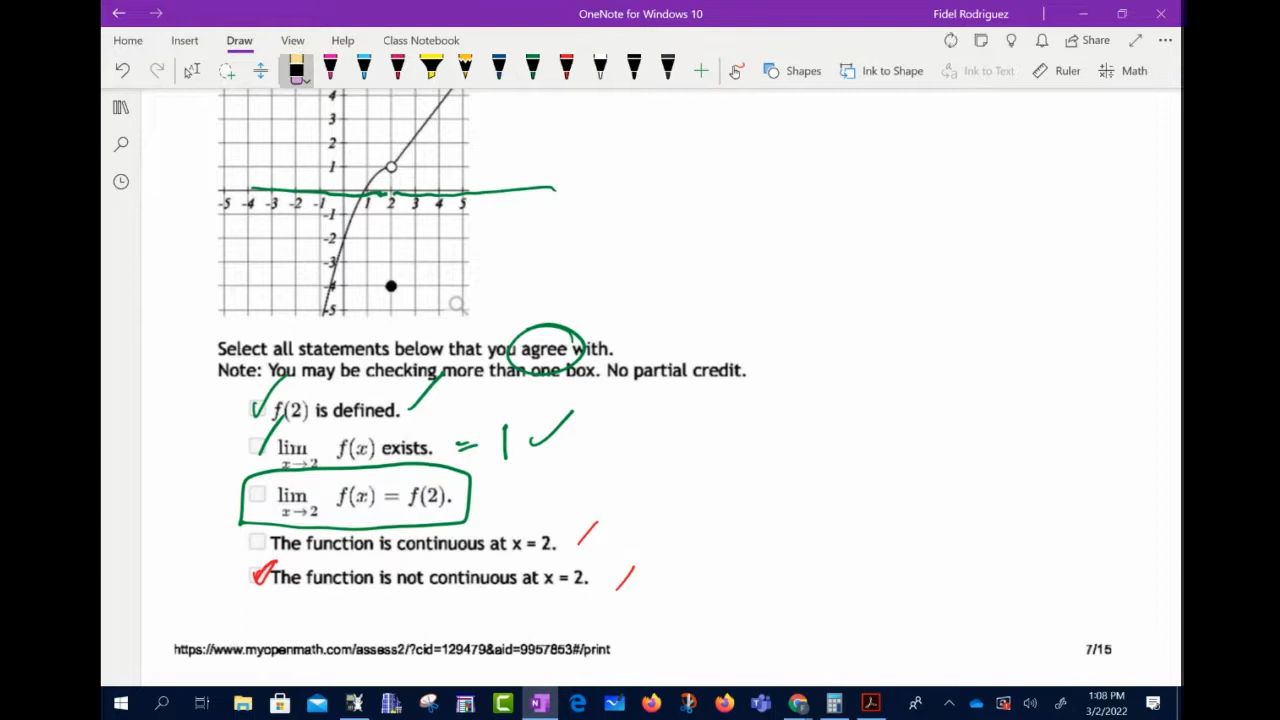 OneNote for Windows 10
Fidel Rodriguez
Home Insert Draw View Help Class Notebook
Share
Shapes Ink to Shape Ink to Text Ruler Math
4
3
2
1
-5 -4 -3 -2 -1 1 2 3 4 5
-1
-2
-3
-4
-5
Select all statements below that you agree with.
Note: You may be checking more than one box. No partial credit.
f(2) is defined.
lim x→2 f(x) exists. = 1
lim x→2 f(x) = f(2).
The function is continuous at x = 2.
The function is not continuous at x = 2.
https://www.myopenmath.com/assess2/?cid=129479&aid=9957853#/print 7/15
1:08 PM
3/2/2022